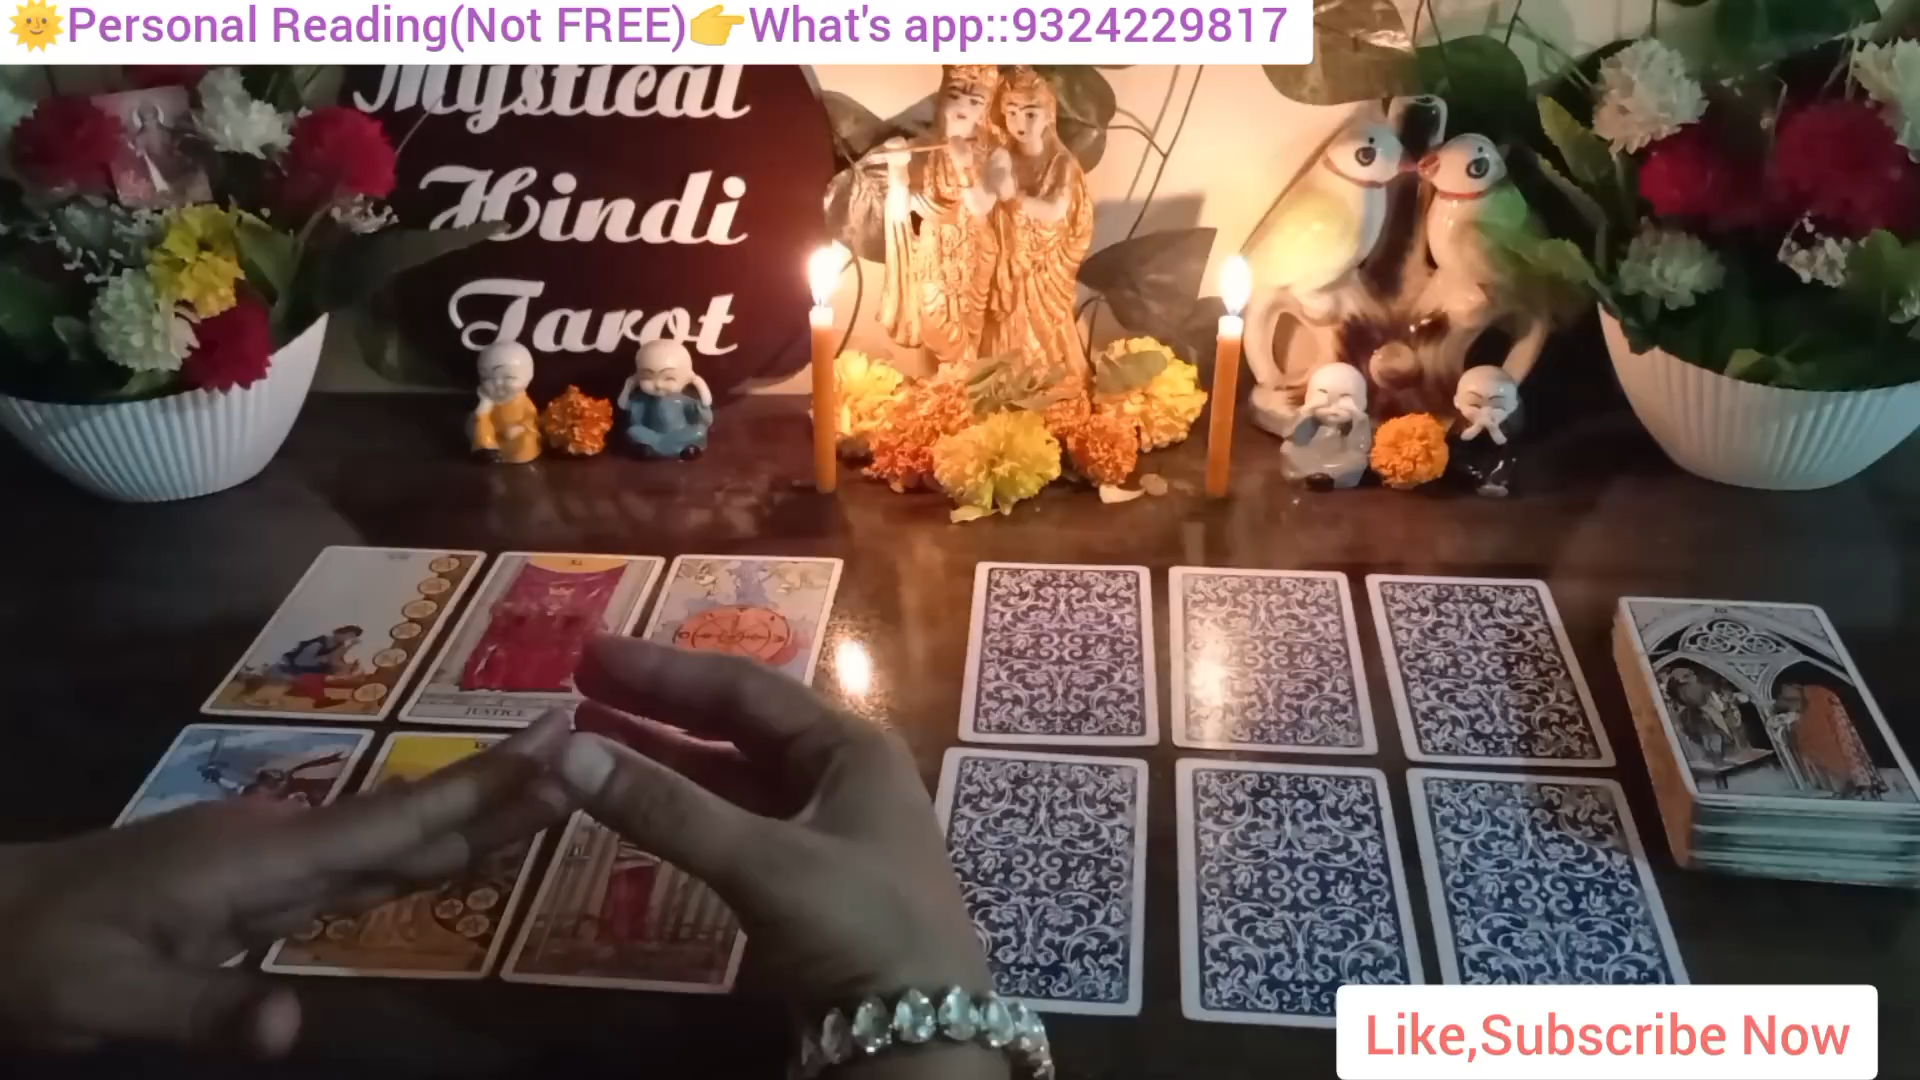 🌞Personal Reading(Not FREE)👉What's app::9324229817
Mystical
Hindi
Tarot
JUSTICE
Like,Subscribe Now